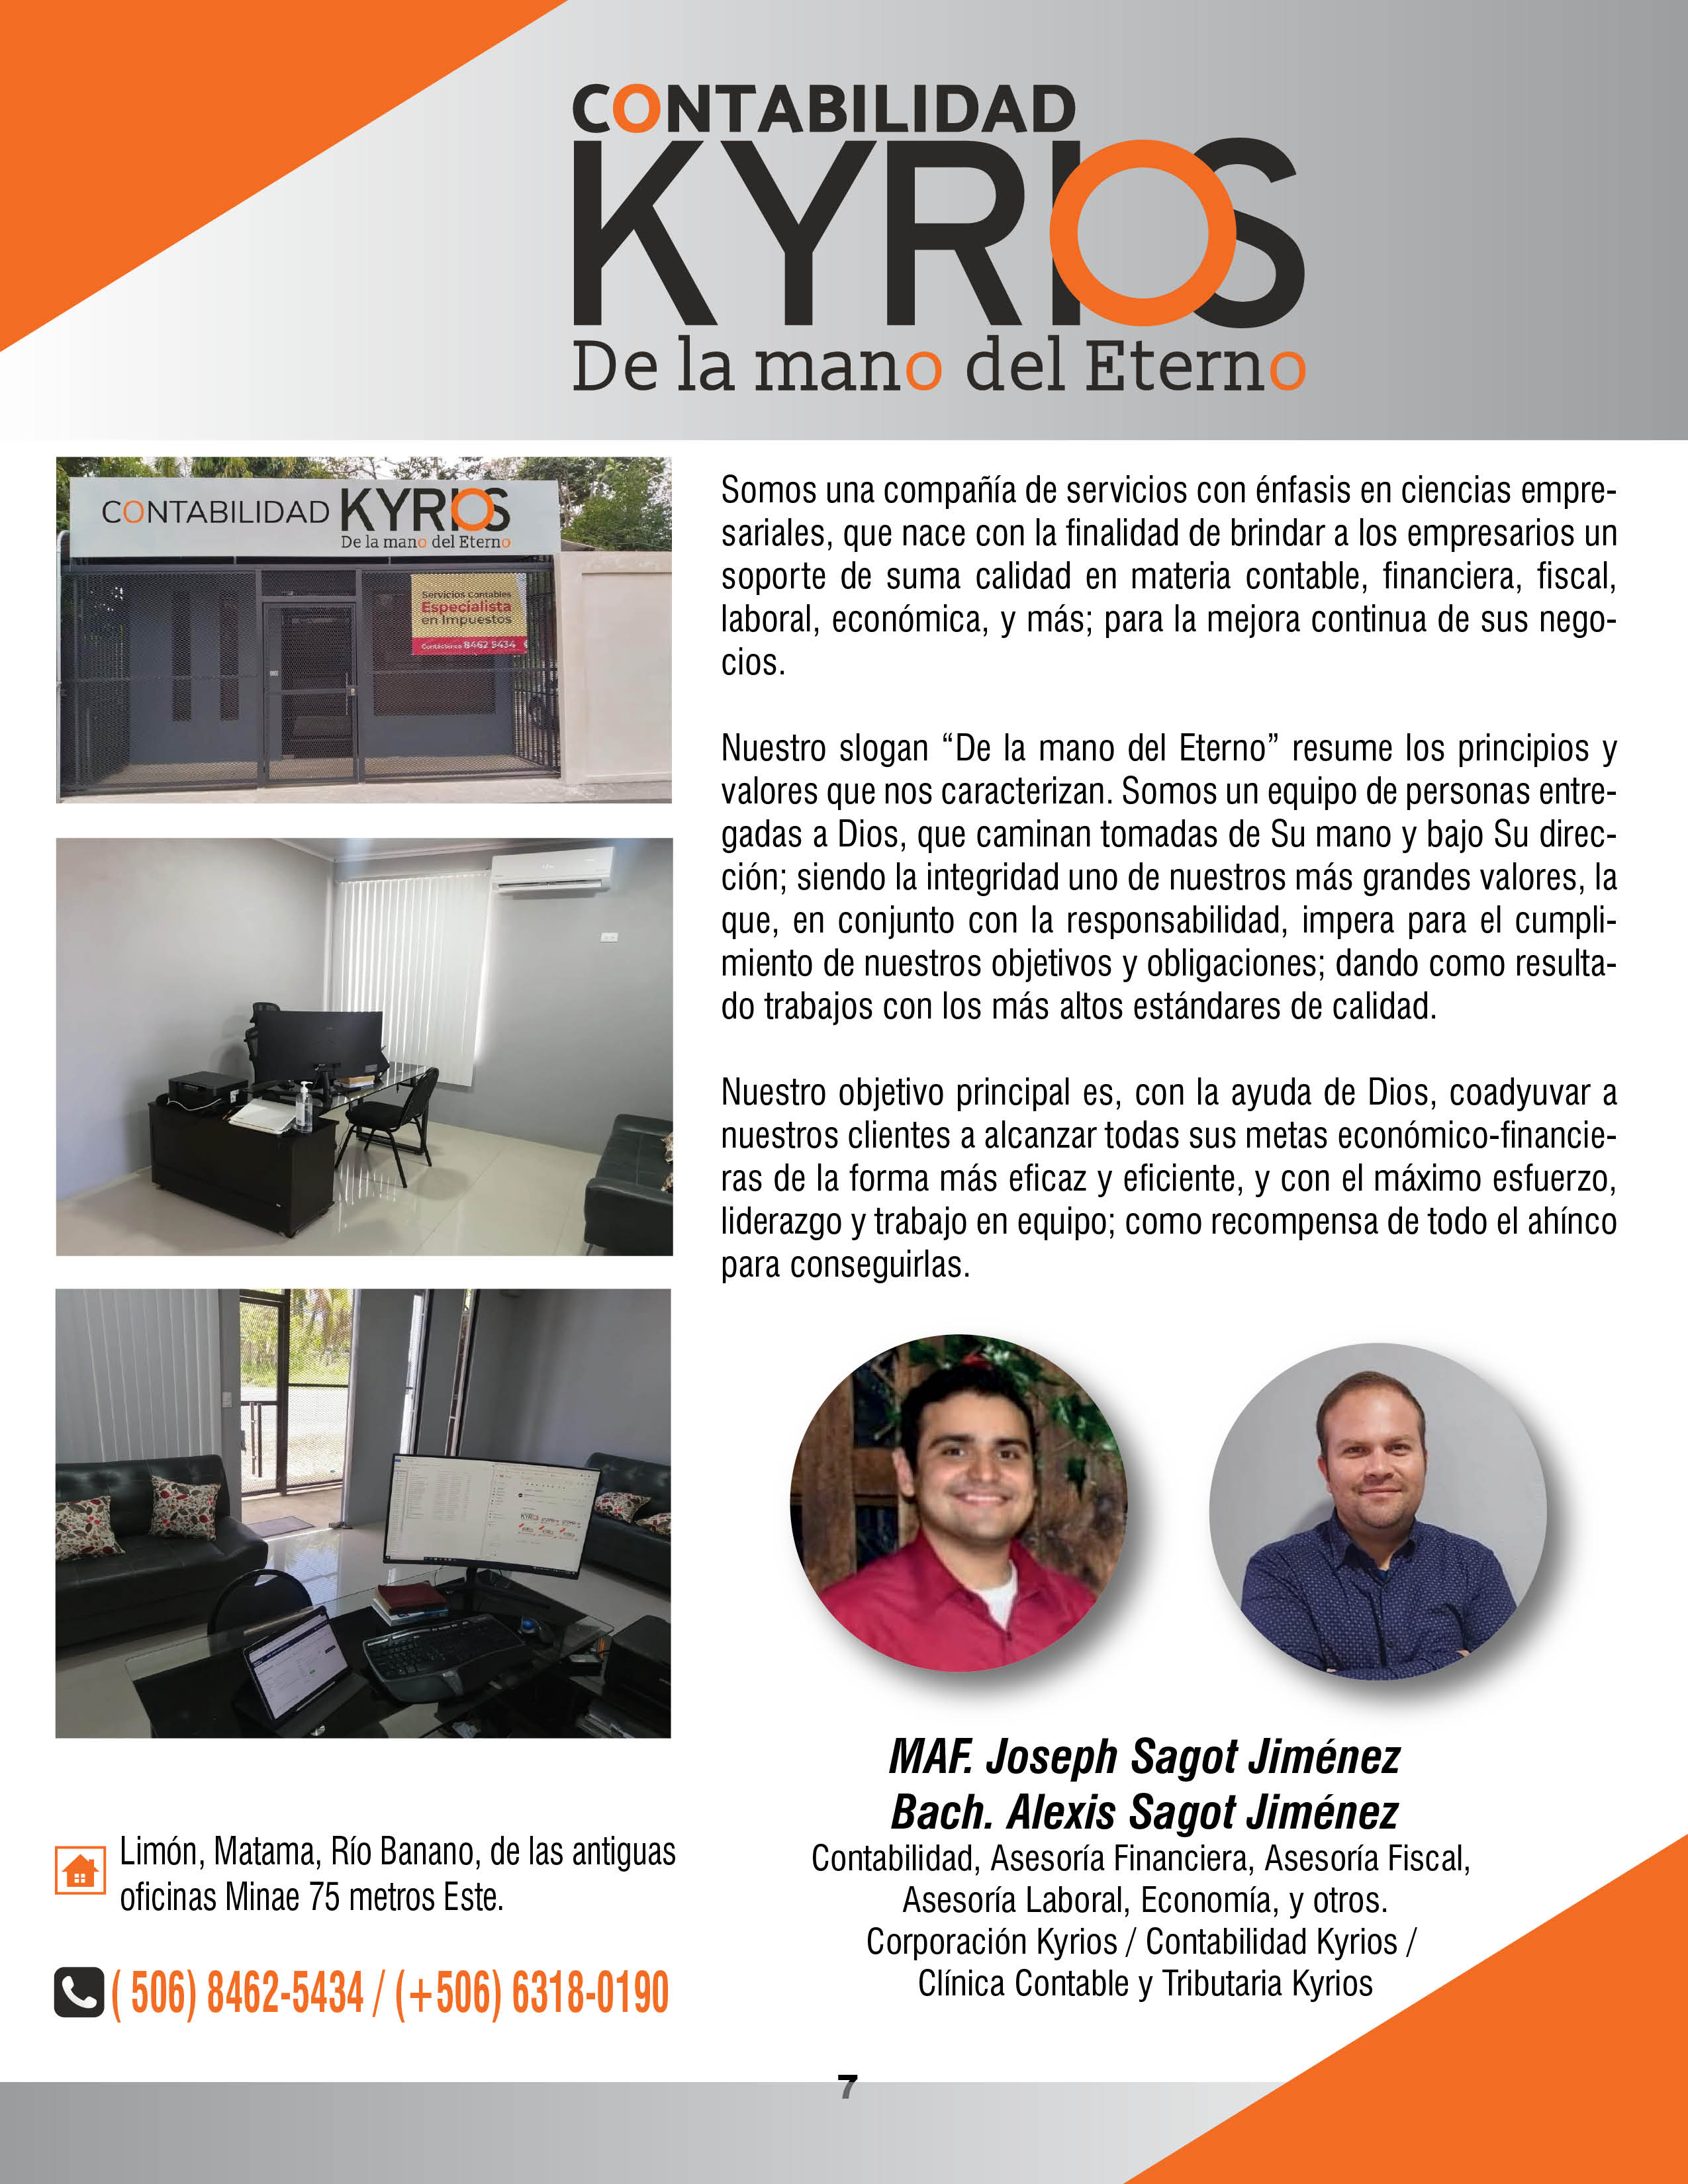 CONTABILIDAD
KYRIOS
De la mano del Eterno
CONTABILIDAD KYRIOS
De la mano del Eterno
Servicios Contables
Especialista
en Impuestos
Contáctenos 8462 5434
Somos una compañía de servicios con énfasis en ciencias empre-
sariales, que nace con la finalidad de brindar a los empresarios un
soporte de suma calidad en materia contable, financiera, fiscal,
laboral, económica, y más; para la mejora continua de sus nego-
cios.
Nuestro slogan “De la mano del Eterno” resume los principios y
valores que nos caracterizan. Somos un equipo de personas entre-
gadas a Dios, que caminan tomadas de Su mano y bajo Su direc-
ción; siendo la integridad uno de nuestros más grandes valores, la
que, en conjunto con la responsabilidad, impera para el cumpli-
miento de nuestros objetivos y obligaciones; dando como resulta-
do trabajos con los más altos estándares de calidad.
Nuestro objetivo principal es, con la ayuda de Dios, coadyuvar a
nuestros clientes a alcanzar todas sus metas económico-financie-
ras de la forma más eficaz y eficiente, y con el máximo esfuerzo,
liderazgo y trabajo en equipo; como recompensa de todo el ahínco
para conseguirlas.
MAF. Joseph Sagot Jiménez
Bach. Alexis Sagot Jiménez
Contabilidad, Asesoría Financiera, Asesoría Fiscal,
Asesoría Laboral, Economía, y otros.
Corporación Kyrios / Contabilidad Kyrios /
Clínica Contable y Tributaria Kyrios
Limón, Matama, Río Banano, de las antiguas
oficinas Minae 75 metros Este.
( 506) 8462-5434 / (+506) 6318-0190
7